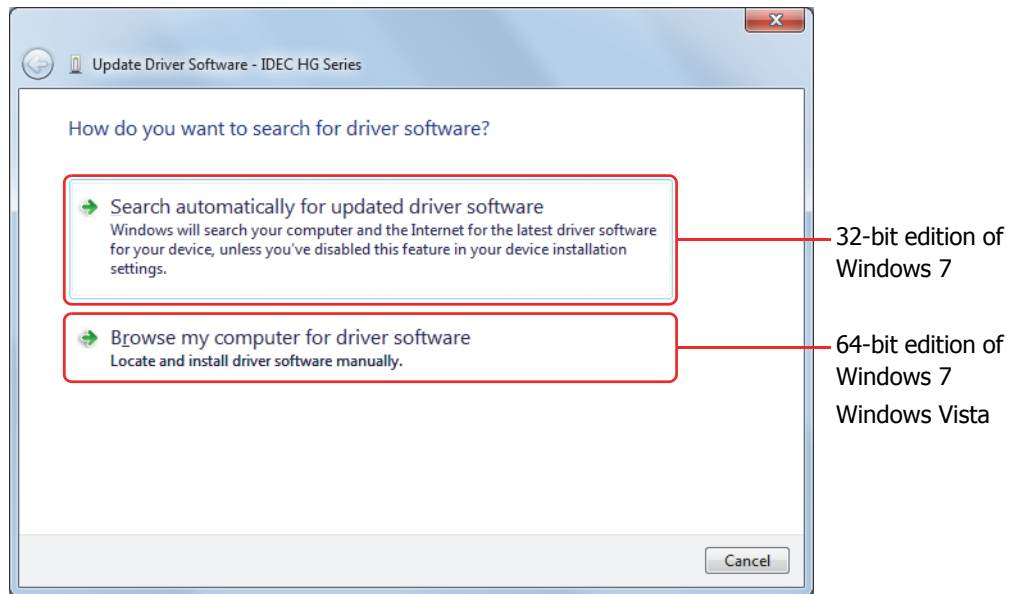 x
Update Driver Software - IDEC HG Series
How do you want to search for driver software?
Search automatically for updated driver software
Windows will search your computer and the Internet for the latest driver software
for your device, unless you've disabled this feature in your device installation
settings.
32-bit edition of
Windows 7
Browse my computer for driver software
Locate and install driver software manually.
64-bit edition of
Windows 7
Windows Vista
Cancel